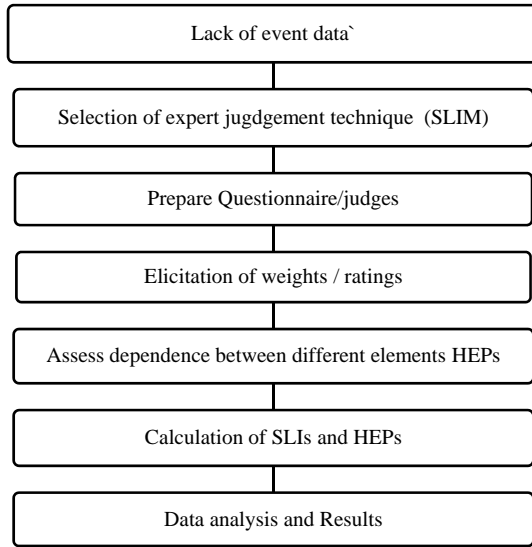 Lack of event data`
Selection of expert jugdgement technique (SLIM)
Prepare Questionnaire/judges
Elicitation of weights / ratings
Assess dependence between different elements HEPs
Calculation of SLIs and HEPs
Data analysis and Results